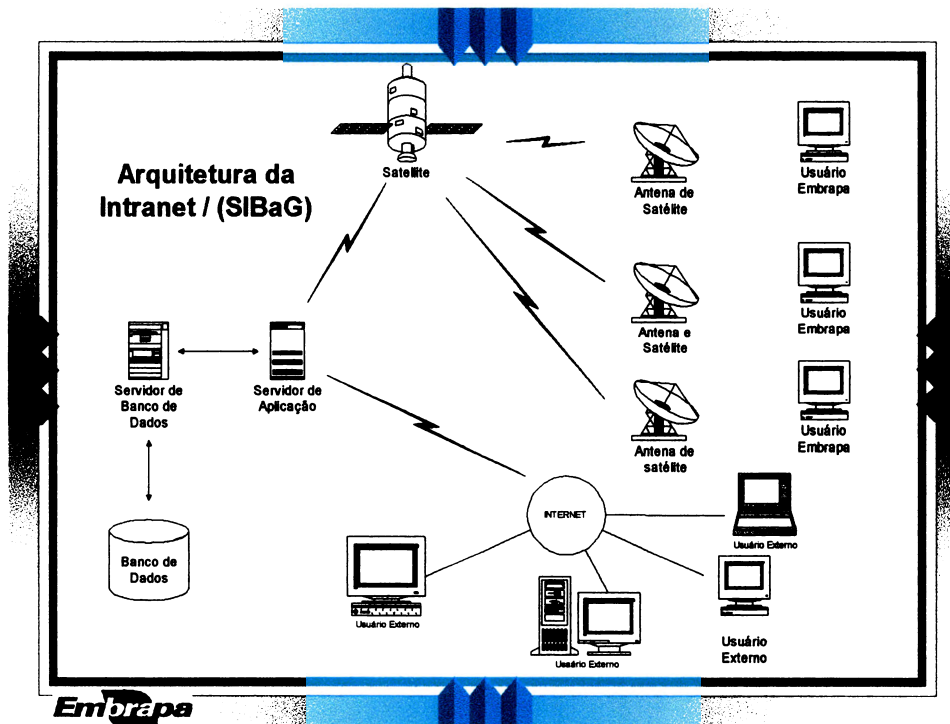 Arquitetura da
Intranet / (SIBaG)
Satellite
Antena de
Satélite
Usuário
Embrapa
Antena e
Satélite
Usuário
Embrapa
Antena de
satélite
Usuário
Embrapa
Servidor de
Banco de
Dados
Servidor de
Aplicação
Banco de
Dados
INTERNET
Usuário Externo
Usuário Externo
Usuário Externo
Usuário
Externo
Embrapa